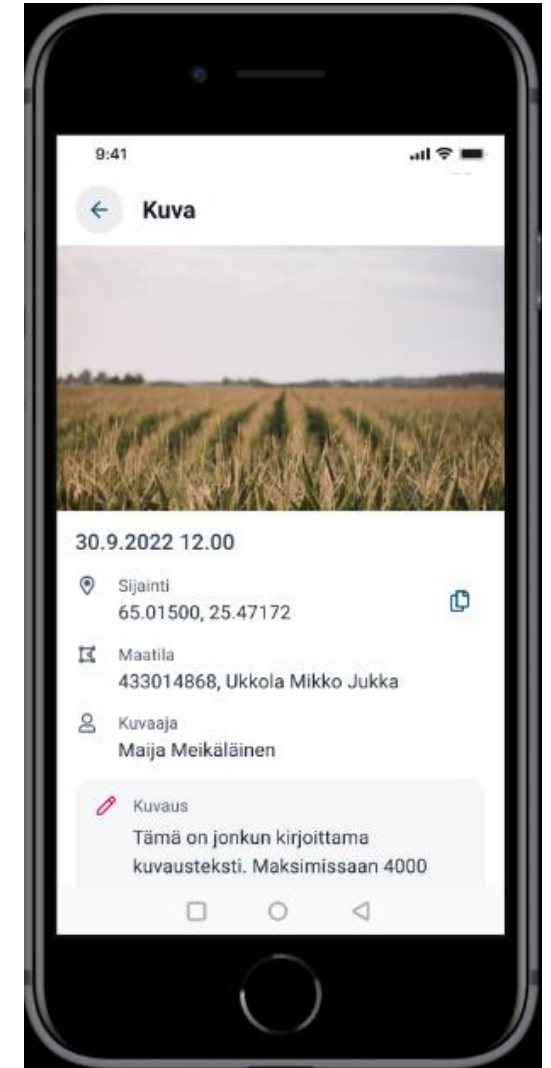 9:41
Kuva
30.9.2022 12.00
Sijainti
65.01500, 25.47172
Maatila
433014868, Ukkola Mikko Jukka
Kuvaaja
Maija Meikäläinen
Kuvaus
Tämä on jonkun kirjoittama
kuvausteksti. Maksimissaan 4000